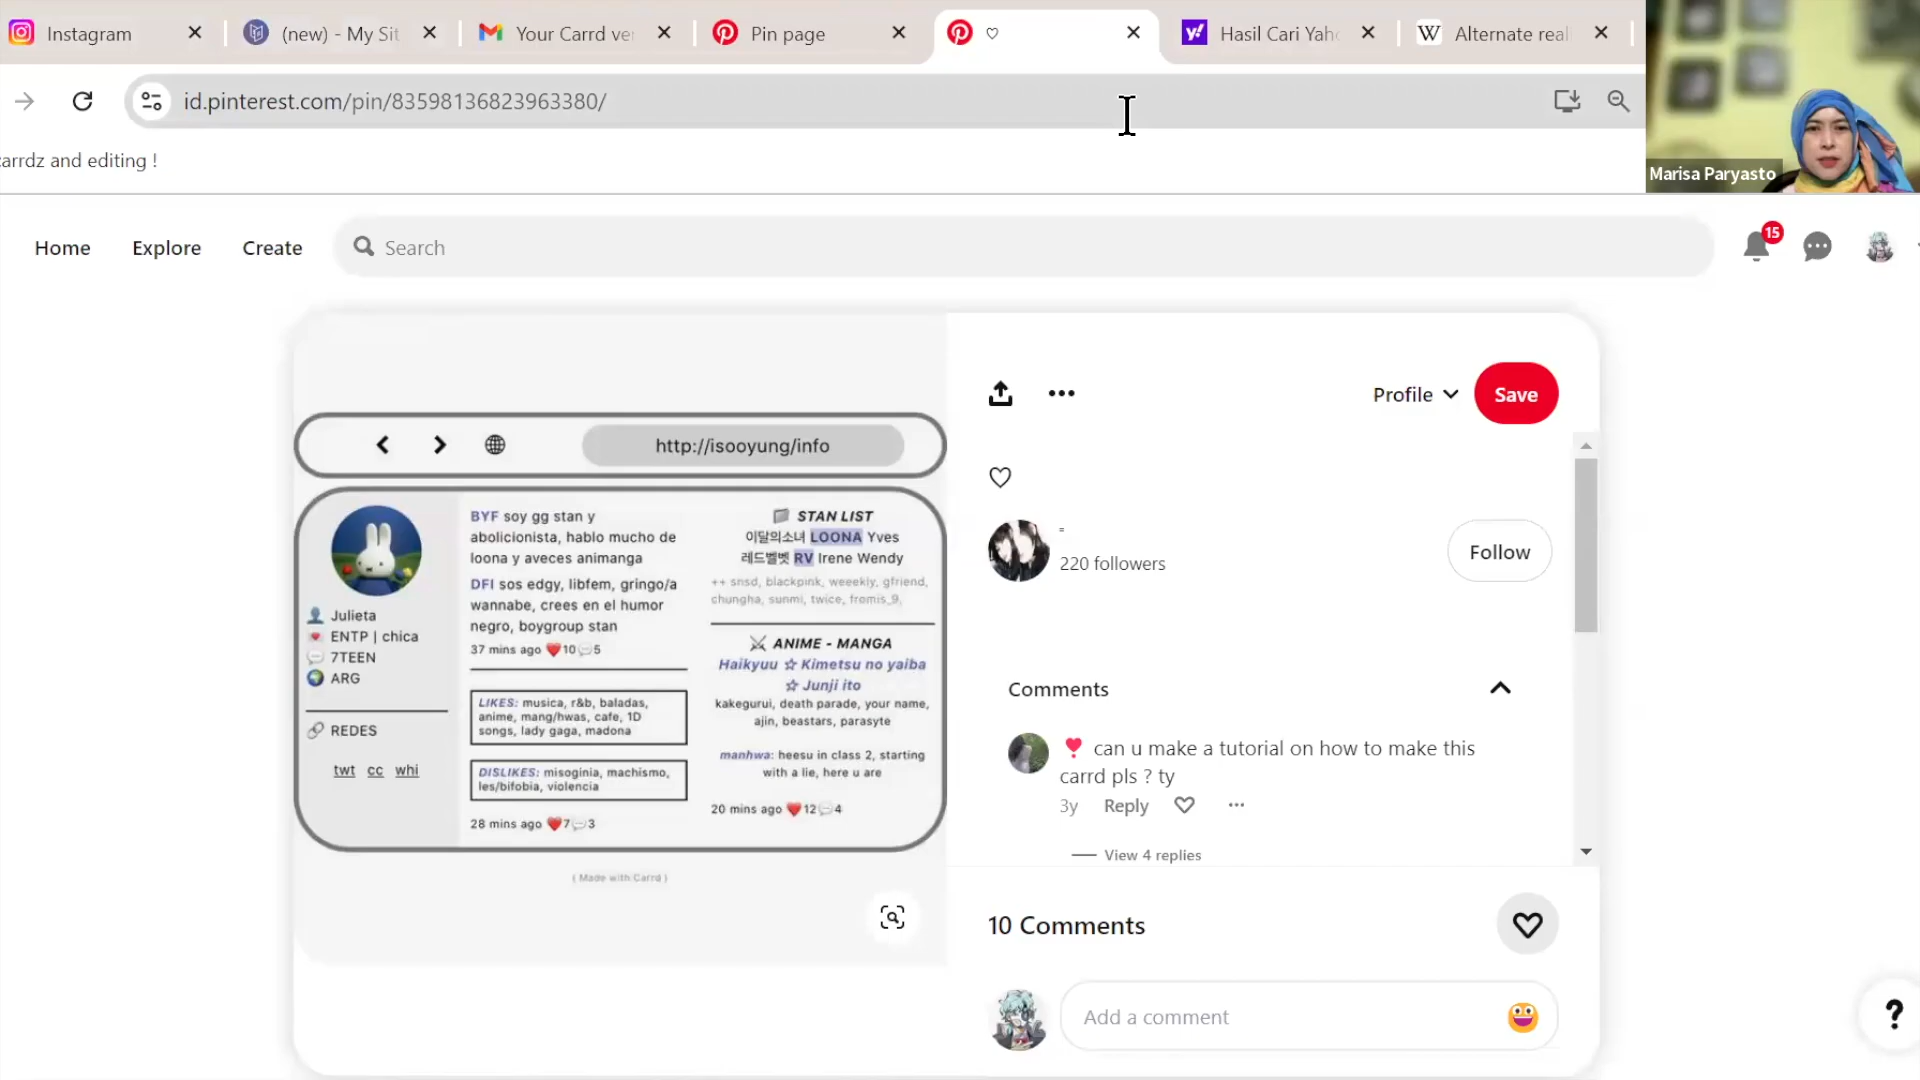 Instagram
(new) - My Sit
Your Carrd ve
Pin page
♡
Hasil Cari Yah
Alternate real
id.pinterest.com/pin/83598136823963380/
carrdz and editing !
Marisa Paryasto
Home
Explore
Create
Search
15
http://isooyung/info
Julieta
ENTP | chica
7TEEN
ARG
REDES
twt cc whi
BYF soy gg stan y
abolicionista, hablo mucho de
loona y aveces animanga
DFI sos edgy, libfem, gringo/a
wannabe, crees en el humor
negro, boygroup stan
37 mins ago ❤️10💬5
LIKES: musica, r&b, baladas,
anime, mang/hwas, cafe, 1D
songs, lady gaga, madona
DISLIKES: misoginia, machismo,
les/bifobia, violencia
28 mins ago ❤️7💬3
STAN LIST
이달의소녀 LOONA Yves
레드벨벳 RV Irene Wendy
++ snsd, blackpink, weeekly, gfriend,
chungha, sunmi, twice, fromis_9,
⚔ ANIME - MANGA
Haikyuu ☆ Kimetsu no yaiba
☆ Junji ito
kakegurui, death parade, your name,
ajin, beastars, parasyte
manhwa: heesu in class 2, starting
with a lie, here u are
20 mins ago ❤️12💬4
( Made with Carrd )
Profile
Save
♡
220 followers
Follow
Comments
❣️ can u make a tutorial on how to make this
carrd pls ? ty
3y Reply
View 4 replies
10 Comments
Add a comment
?